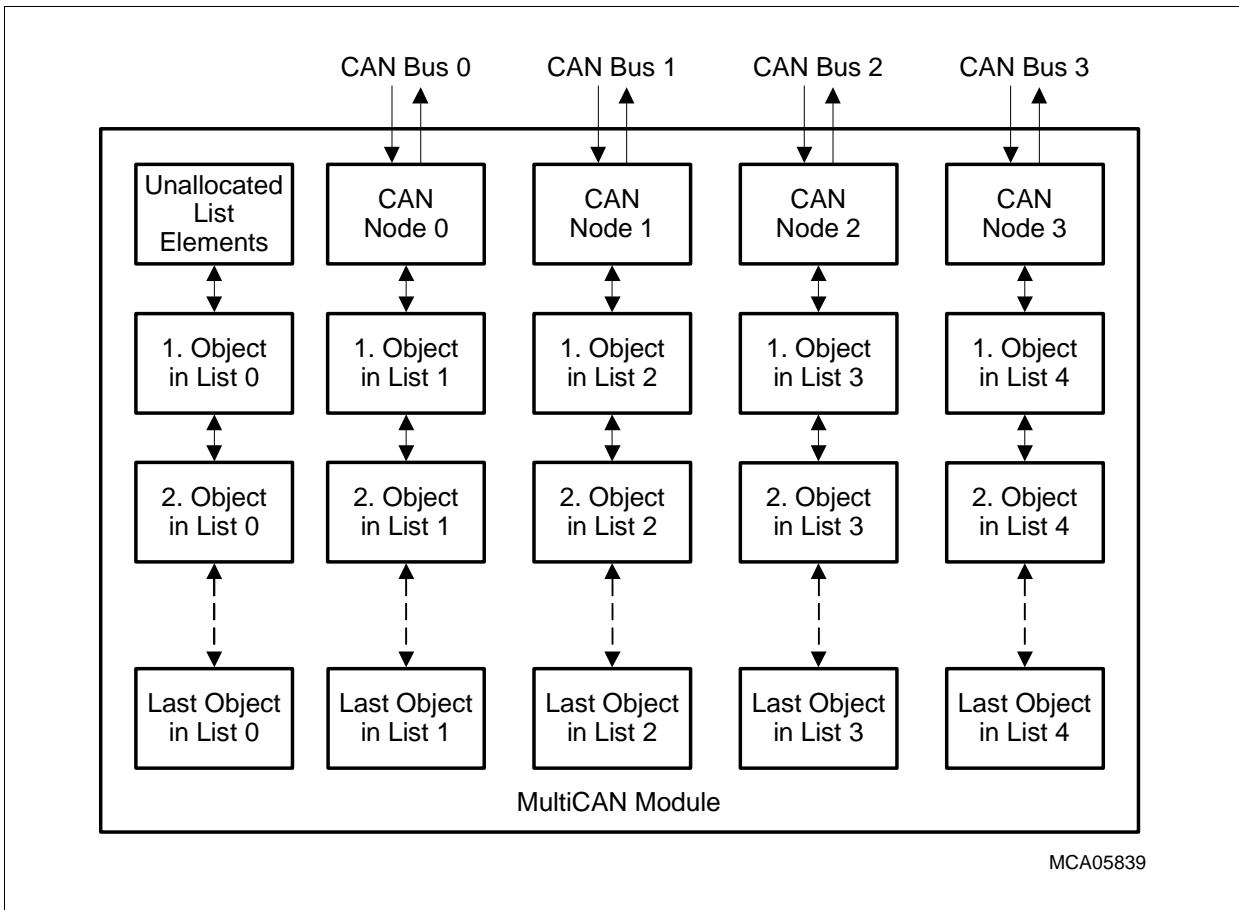 CAN Bus 0
CAN Bus 1
CAN Bus 2
CAN Bus 3
Unallocated
List
Elements
CAN
Node 0
CAN
Node 1
CAN
Node 2
CAN
Node 3
1. Object
in List 0
1. Object
in List 1
1. Object
in List 2
1. Object
in List 3
1. Object
in List 4
2. Object
in List 0
2. Object
in List 1
2. Object
in List 2
2. Object
in List 3
2. Object
in List 4
Last Object
in List 0
Last Object
in List 1
Last Object
in List 2
Last Object
in List 3
Last Object
in List 4
MultiCAN Module
MCA05839